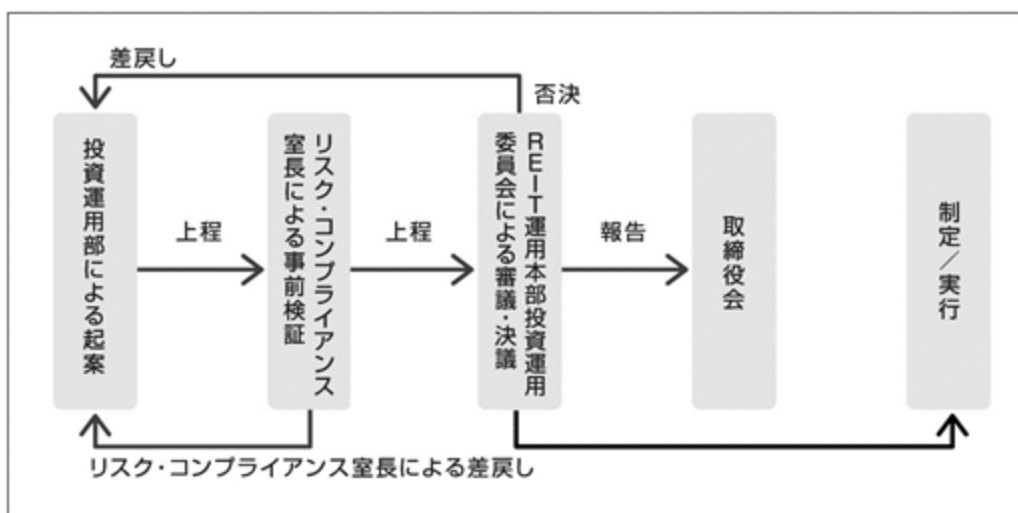 差戻し
否決
投資運用部による起案
上程
リスク・コンプライアンス
室長による事前検証
上程
REIT運用本部投資運用
委員会による審議・決議
報告
取締役会
制定／実行
リスク・コンプライアンス室長による差戻し